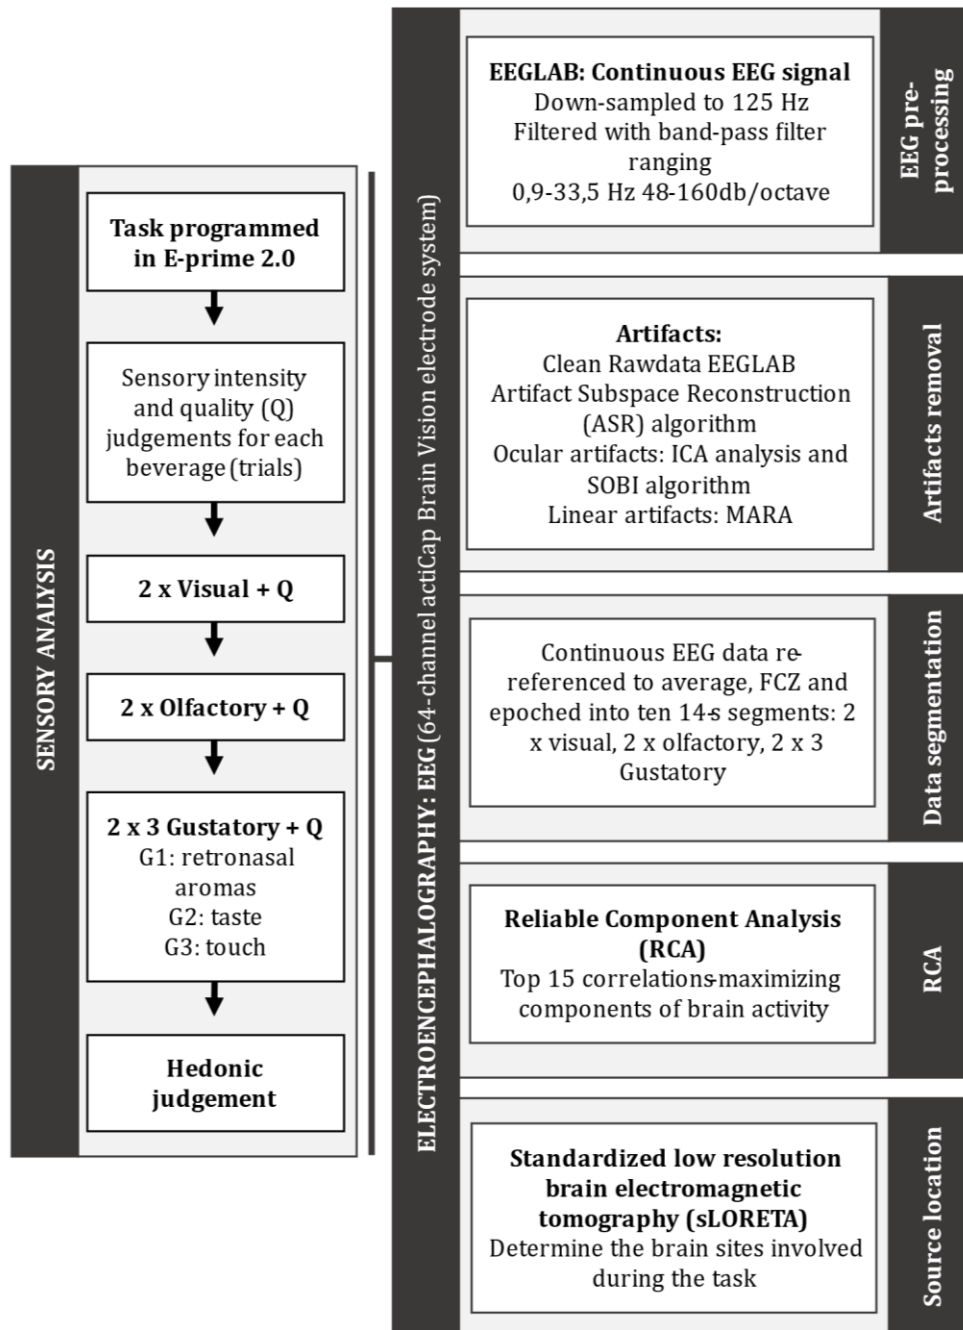 SENSORY ANALYSIS
Task programmed
in E-prime 2.0
Sensory intensity
and quality (Q)
judgements for each
beverage (trials)
2 x Visual + Q
2 x Olfactory + Q
2 x 3 Gustatory + Q
G1: retronasal
aromas
G2: taste
G3: touch
Hedonic
judgement
ELECTROENCEPHALOGRAPHY: EEG (64-channel actiCap Brain Vision electrode system)
EEGLAB: Continuous EEG signal
Down-sampled to 125 Hz
Filtered with band-pass filter
ranging
0,9-33,5 Hz 48-160db/octave
EEG pre-
processing
Artifacts:
Clean Rawdata EEGLAB
Artifact Subspace Reconstruction
(ASR) algorithm
Ocular artifacts: ICA analysis and
SOBI algorithm
Linear artifacts: MARA
Artifacts removal
Continuous EEG data re-
referenced to average, FCZ and
epoched into ten 14-s segments: 2
x visual, 2 x olfactory, 2 x 3
Gustatory
Data segmentation
Reliable Component Analysis
(RCA)
Top 15 correlations-maximizing
components of brain activity
RCA
Standardized low resolution
brain electromagnetic
tomography (sLORETA)
Determine the brain sites involved
during the task
Source location